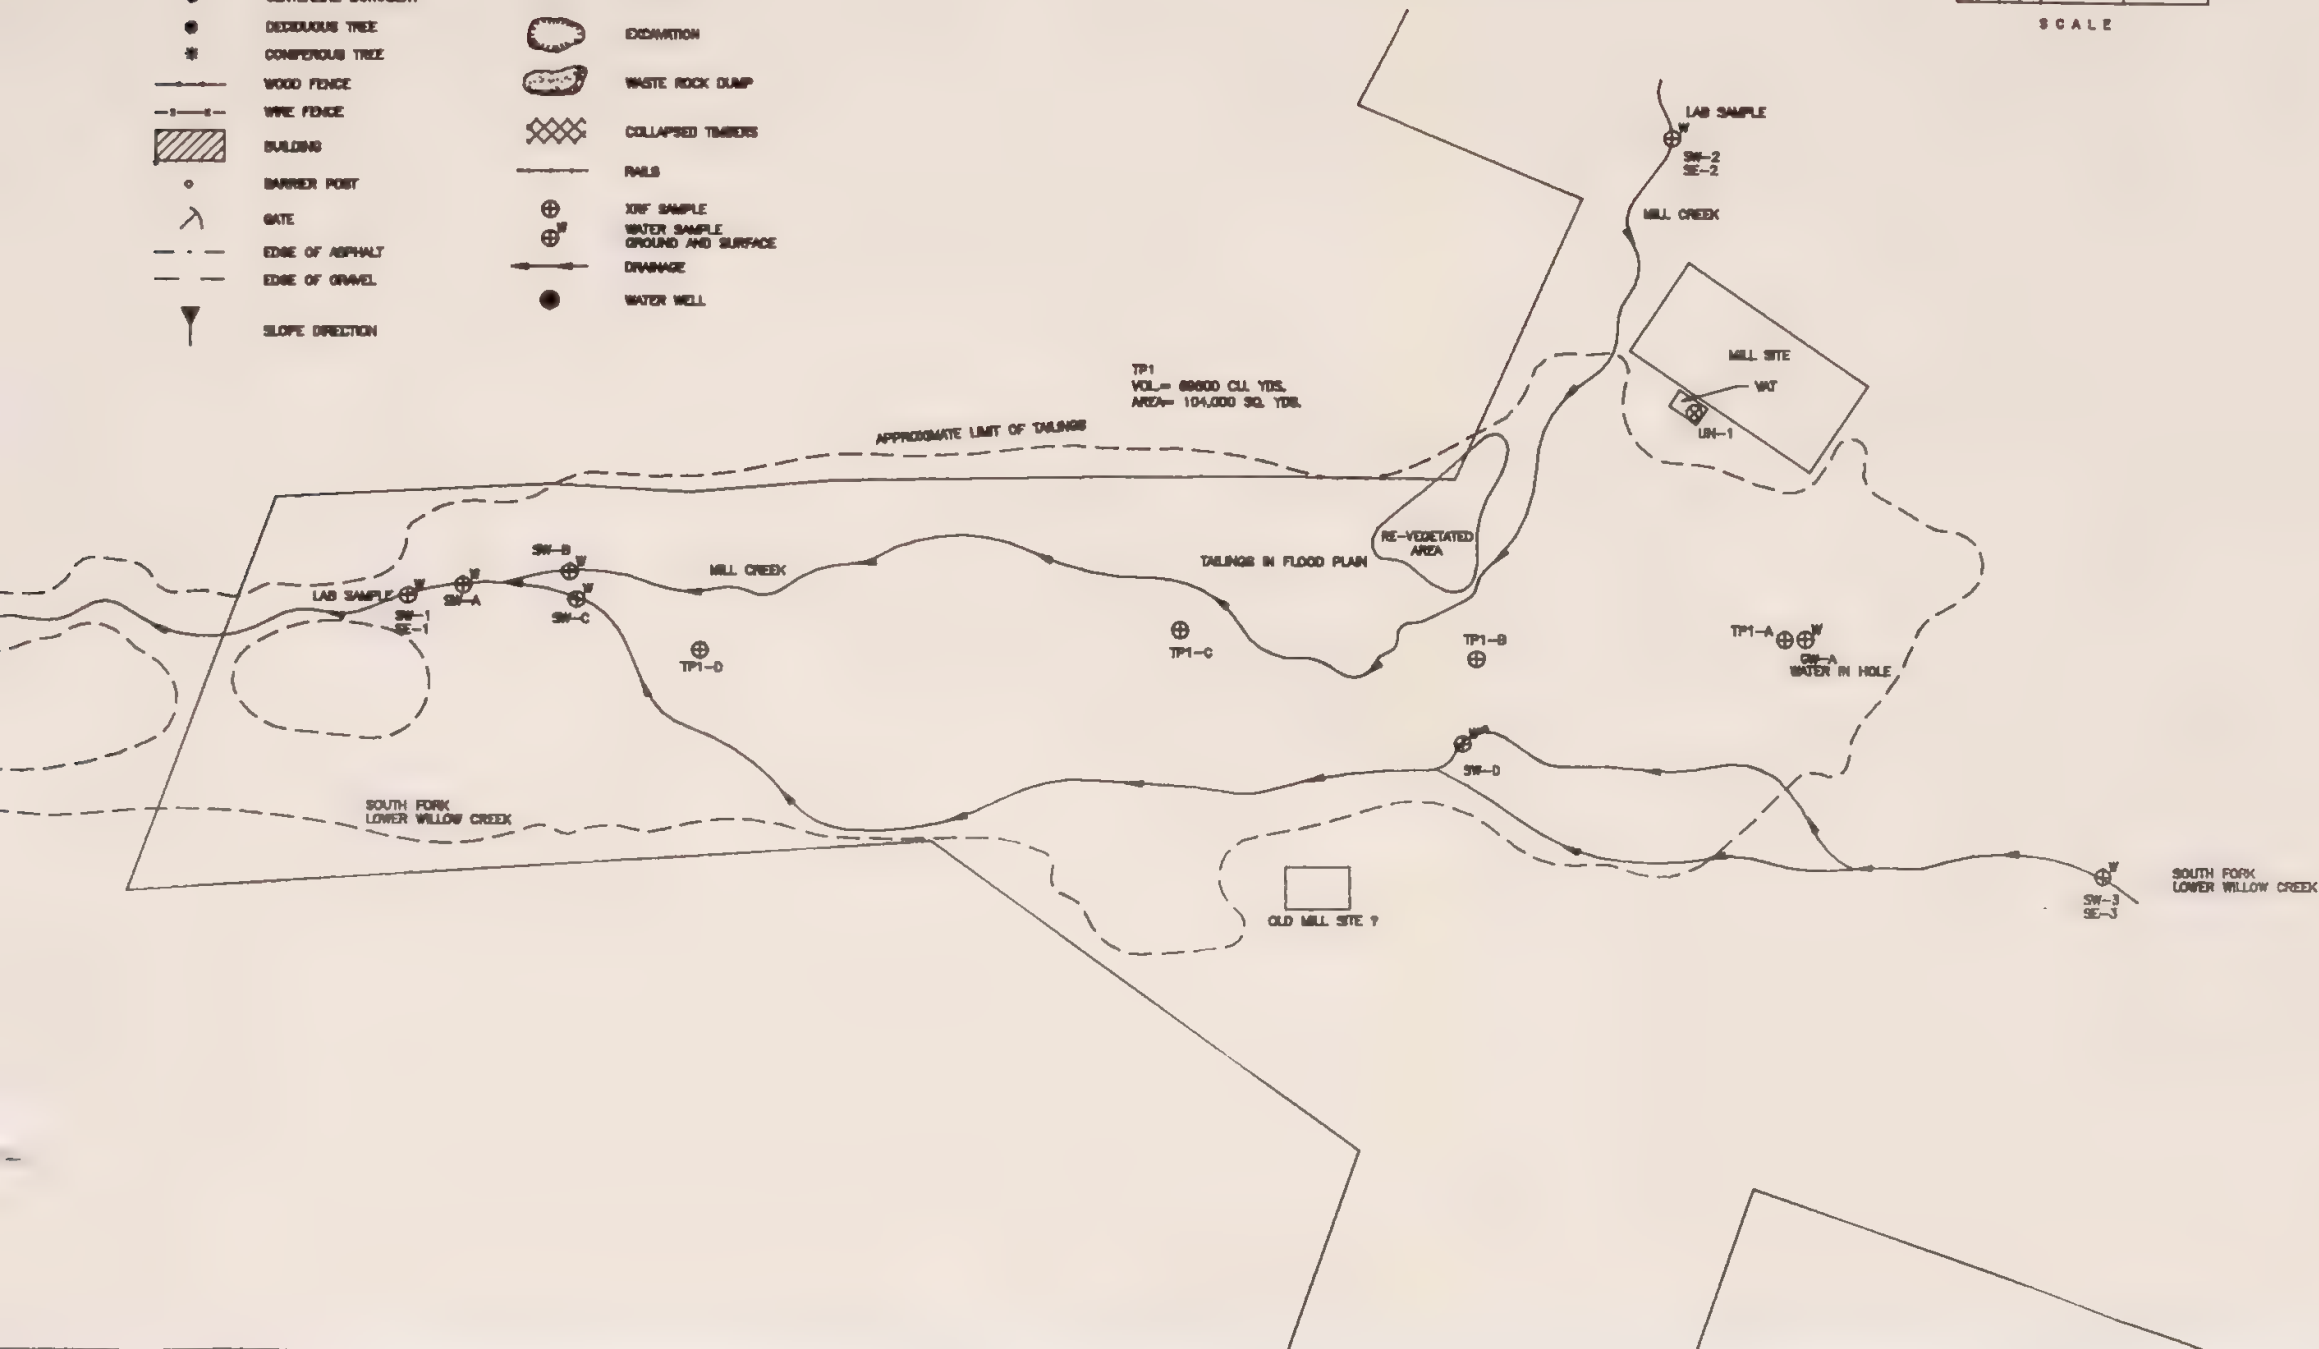 DECIDUOUS TREE
CONIFEROUS TREE
WOOD FENCE
WIRE FENCE
BUILDING
BARRIER POST
GATE
EDGE OF ASPHALT
EDGE OF GRAVEL
SLOPE DIRECTION
EXCAVATION
WASTE ROCK DUMP
COLLAPSED TIMBERS
RAILS
XRF SAMPLE
W
WATER SAMPLE
GROUND AND SURFACE
DRAINAGE
WATER WELL
SCALE
LAB SAMPLE
W
SW-2
SE-2
MILL CREEK
MILL SITE
VAT
UN-1
TP1
VOL.= 69600 CU. YDS.
AREA= 104,000 SQ. YDS.
APPROXIMATE LIMIT OF TAILINGS
RE-VEGETATED
AREA
TAILINGS IN FLOOD PLAIN
MILL CREEK
SW-B
W
W
SW-C
W
SW-A
LAB SAMPLE
W
SW-1
SE-1
TP1-D
TP1-C
TP1-B
TP1-A
W
GW-A
WATER IN HOLE
SW-D
SOUTH FORK
LOWER WILLOW CREEK
OLD MILL SITE ?
W
SW-3
SE-3
SOUTH FORK
LOWER WILLOW CREEK